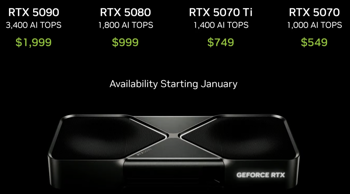 RTX 5090 RTX 5080 RTX 5070 Ti RTX 5070
3,400 AI TOPS 1,800 AI TOPS 1,400 AI TOPS 1,000 AI TOPS
$1,999 $999 $749 $549
Availability Starting January
GEFORCE RTX